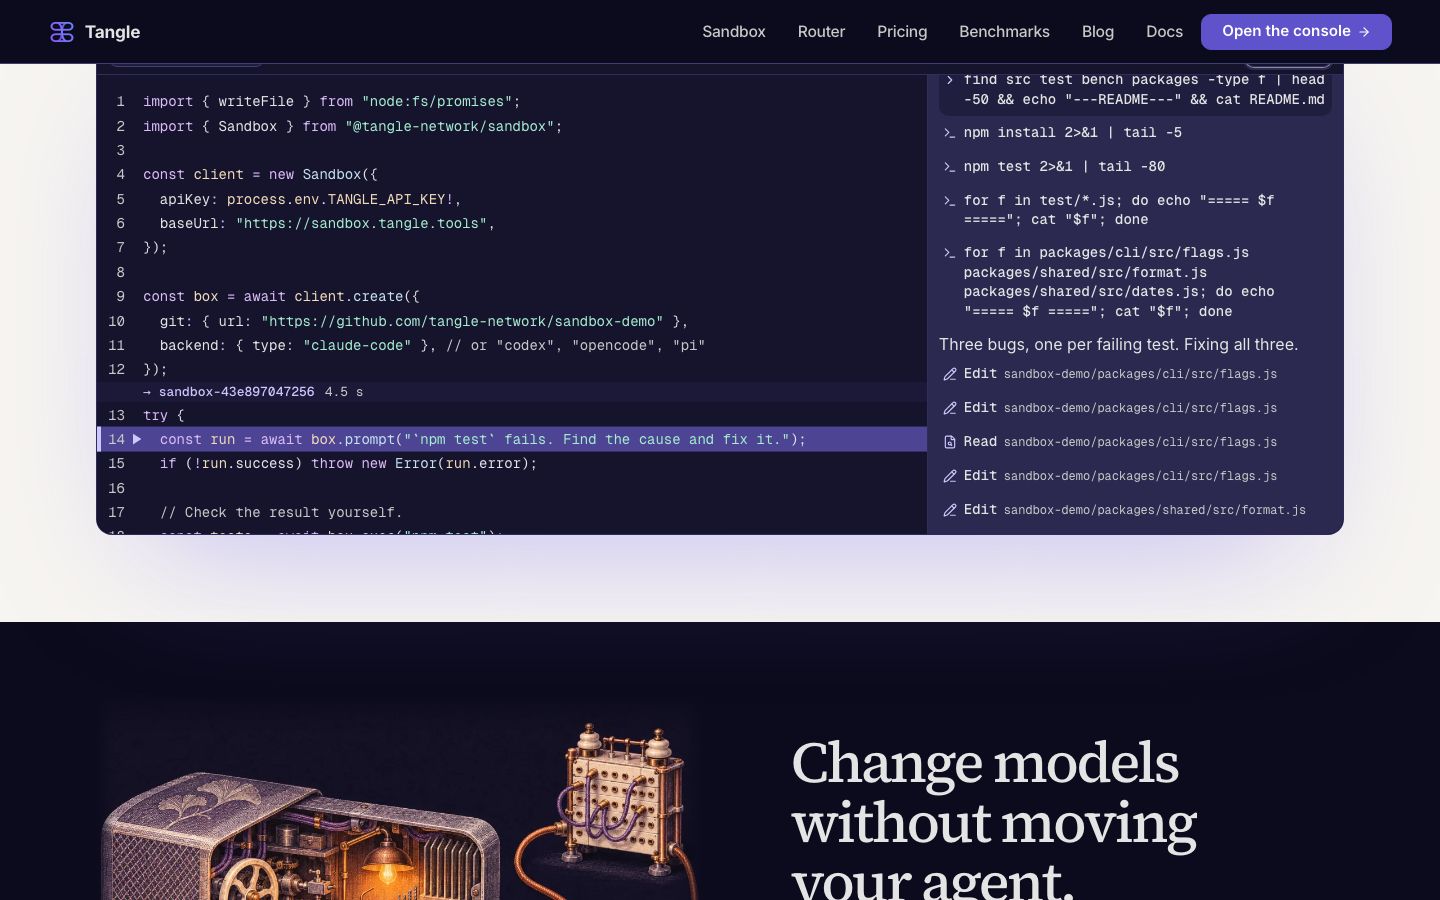 Tangle
Sandbox
Router
Pricing
Benchmarks
Blog
Docs
Open the console →
1 import { writeFile } from "node:fs/promises";
2 import { Sandbox } from "@tangle-network/sandbox";
3
4 const client = new Sandbox({
5 apiKey: process.env.TANGLE_API_KEY!,
6 baseUrl: "https://sandbox.tangle.tools",
7 });
8
9 const box = await client.create({
10 git: { url: "https://github.com/tangle-network/sandbox-demo" },
11 backend: { type: "claude-code" }, // or "codex", "opencode", "pi"
12 });
→ sandbox-43e897047256 4.5 s
13 try {
14 const run = await box.prompt("`npm test` fails. Find the cause and fix it.");
15 if (!run.success) throw new Error(run.error);
16
17 // Check the result yourself.
18 const tests = await box.exec("npm test");
find src test bench packages -type f | head
-50 && echo "---README---" && cat README.md
npm install 2>&1 | tail -5
npm test 2>&1 | tail -80
for f in test/*.js; do echo "===== $f
====="; cat "$f"; done
for f in packages/cli/src/flags.js
packages/shared/src/format.js
packages/shared/src/dates.js; do echo
"===== $f ====="; cat "$f"; done
Three bugs, one per failing test. Fixing all three.
Edit sandbox-demo/packages/cli/src/flags.js
Edit sandbox-demo/packages/cli/src/flags.js
Read sandbox-demo/packages/cli/src/flags.js
Edit sandbox-demo/packages/cli/src/flags.js
Edit sandbox-demo/packages/shared/src/format.js
Change models
without moving
your agent.